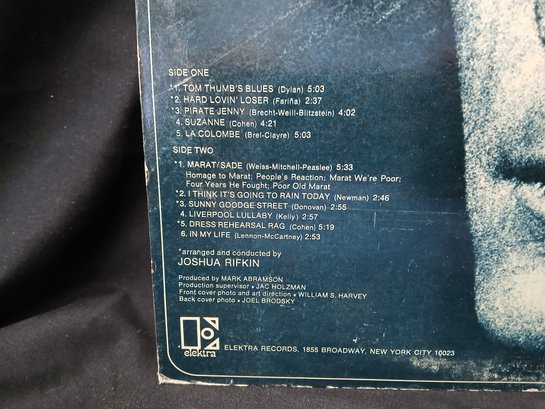 SIDE ONE
*1. TOM THUMB'S BLUES (Dylan) 5:03
*2. HARD LOVIN' LOSER (Fariña) 2:37
*3. PIRATE JENNY (Brecht-Weill-Blitzstein) 4:02
4. SUZANNE (Cohen) 4:21
5. LA COLOMBE (Brel-Clayre) 5:03
SIDE TWO
*1. MARAT/SADE (Weiss-Mitchell-Peaslee) 5:33
Homage to Marat; People's Reaction; Marat We're Poor;
Four Years He Fought; Poor Old Marat
*2. I THINK IT'S GOING TO RAIN TODAY (Newman) 2:46
*3. SUNNY GOODGE STREET (Donovan) 2:55
4. LIVERPOOL LULLABY (Kelly) 2:57
*5. DRESS REHEARSAL RAG (Cohen) 5:19
6. IN MY LIFE (Lennon-McCartney) 2:53
*arranged and conducted by
JOSHUA RIFKIN
Produced by MARK ABRAMSON
Production supervisor • JAC HOLZMAN
Front cover photo and art direction • WILLIAM S. HARVEY
Back cover photo • JOEL BRODSKY
elektra
ELEKTRA RECORDS, 1855 BROADWAY, NEW YORK CITY 10023